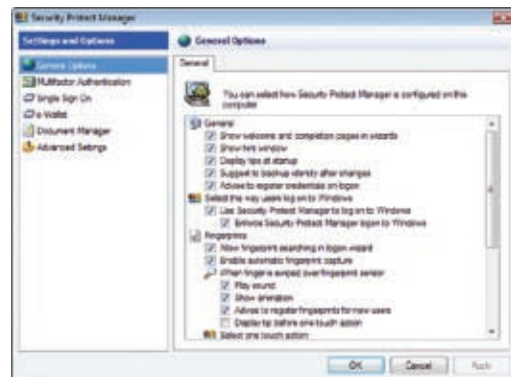 Security Protect Manager
Settings and Options
General Options
Multifactor Authentication
Single Sign On
e-Wallet
Document Manager
Advanced Settings
General Options
General
You can select how Security Protect Manager is configured on this
computer
General
Show welcome and completion pages in wizards
Show hint window
Display tips at startup
Suggest to backup identity after changes
Advise to register credentials on logon
Select the way users log on to Windows
Use Security Protect Manager to log on to Windows
Enforce Security Protect Manager logon to Windows
Fingerprints
Allow fingerprint searching in logon wizard
Enable automatic fingerprint capture
When finger is swiped over fingerprint sensor
Play sound
Show animation
Advise to register fingerprints for new users
Display tip before one touch action
Select one touch action
OK
Cancel
Apply